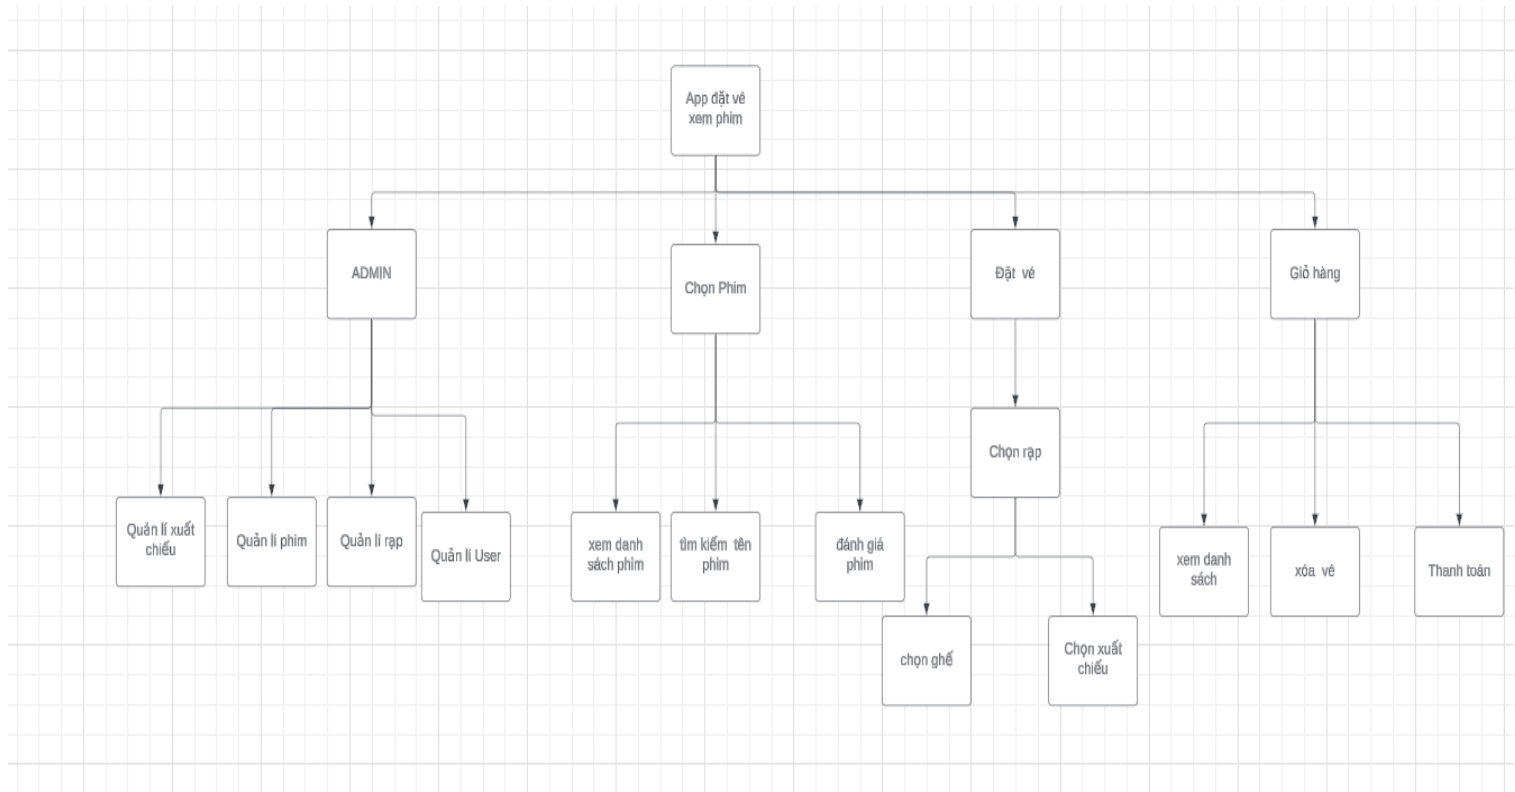 App đặt vé
xem phim
ADMIN
Chọn Phim
Đặt vé
Giỏ hàng
Chọn rạp
Quản lí xuất
chiếu
Quản lí phim
Quản lí rạp
Quản lí User
xem danh
sách phim
tìm kiếm tên
phim
đánh giá
phim
xem danh
sách
xóa vé
Thanh toán
chọn ghế
Chọn xuất
chiếu